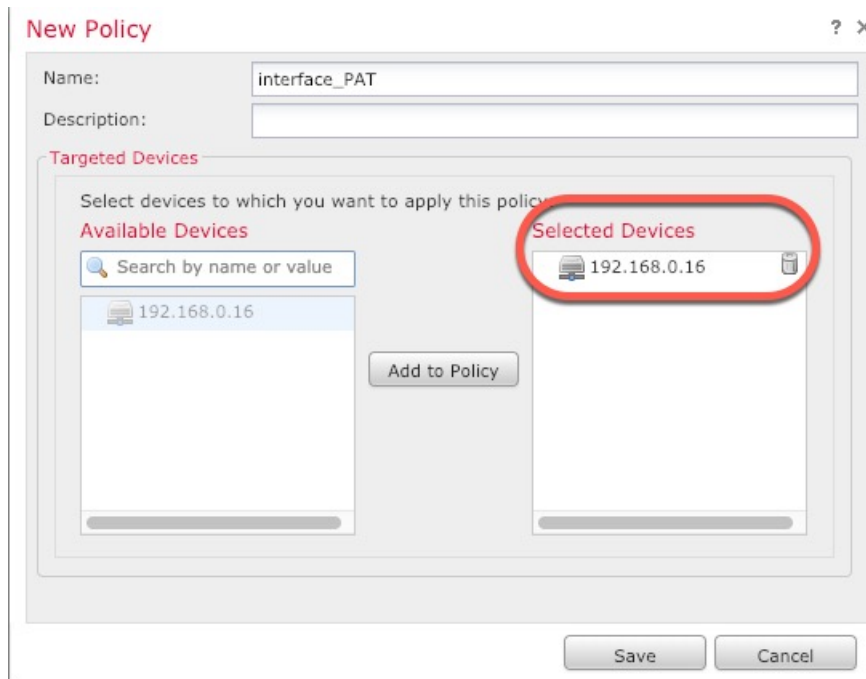 New Policy
?
Name:
interface_PAT
Description:
Targeted Devices
Select devices to which you want to apply this policy
Available Devices
Selected Devices
Search by name or value
192.168.0.16
192.168.0.16
Add to Policy
Save
Cancel